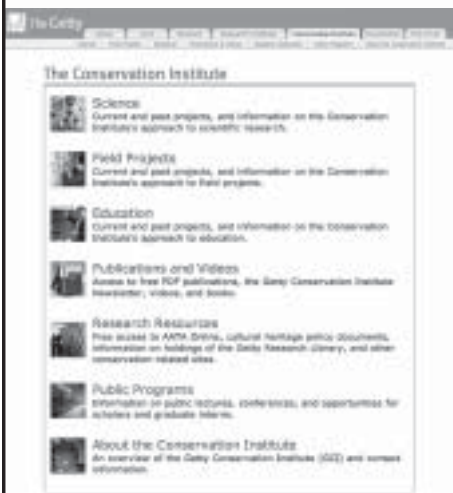 The Getty
The Conservation Institute
Science
Current and past projects, and information on the Conservation
Institute's approach to scientific research.
Field Projects
Current and past projects, and information on the Conservation
Institute's approach to field projects.
Education
Current and past projects, and information on the Conservation
Institute's approach to education.
Publications and Videos
Access to free PDF publications, the Getty Conservation Institute
Newsletter, videos, and books.
Research Resources
Free access to AATA Online, cultural heritage policy documents,
information on holdings of the Getty Research Library, and other
conservation related sites.
Public Programs
Information on public lectures, conferences, and opportunities for
scholars and graduate interns.
About the Conservation Institute
An overview of the Getty Conservation Institute (GCI) and contact
information.